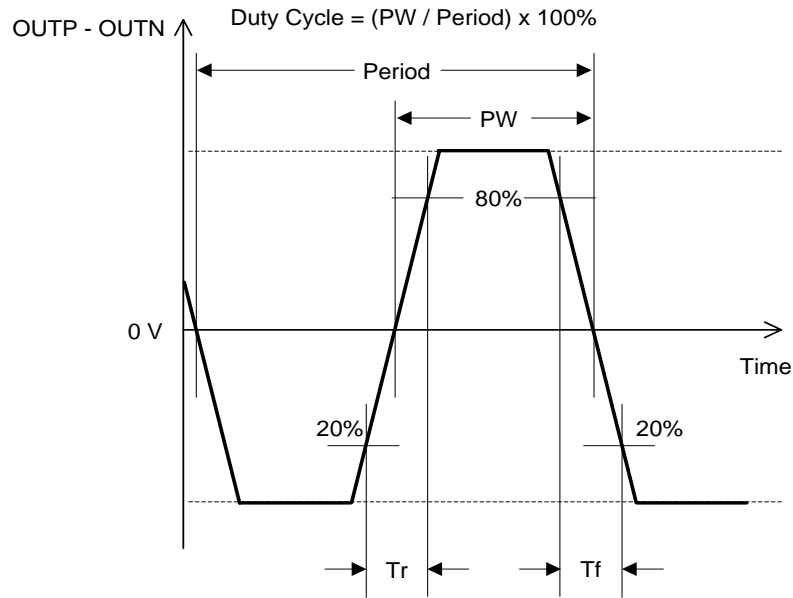 Duty Cycle = (PW / Period) x 100%
OUTP - OUTN
Period
PW
80%
0 V
Time
20%
20%
Tr
Tf